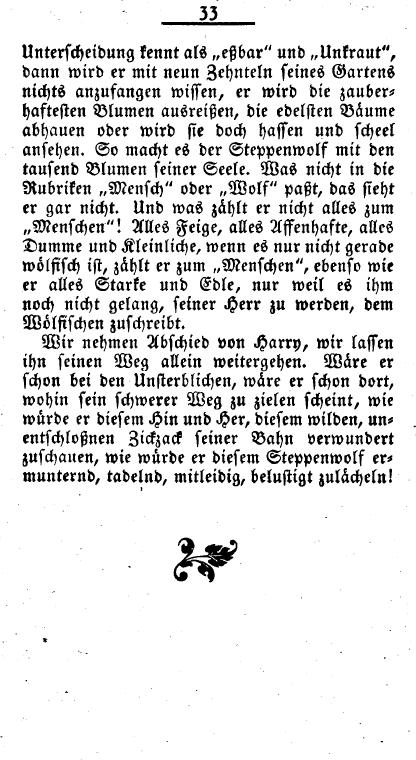 33
Unterscheidung kennt als „eßbar“ und „Unkraut“,
dann wird er mit neun Zehnteln seines Gartens
nichts anzufangen wissen, er wird die zauber-
haftesten Blumen ausreißen, die edelsten Bäume
abhauen oder wird sie doch hassen und scheel
ansehen. So macht es der Steppenwolf mit den
tausend Blumen seiner Seele. Was nicht in die
Rubriken „Mensch“ oder „Wolf“ paßt, das sieht
er gar nicht. Und was zählt er nicht alles zum
„Menschen“! Alles Feige, alles Affenhafte, alles
Dumme und Kleinliche, wenn es nur nicht gerade
wölfisch ist, zählt er zum „Menschen“, ebenso wie
er alles Starke und Edle, nur weil es ihm
noch nicht gelang, seiner Herr zu werden, dem
Wölfischen zuschreibt.
Wir nehmen Abschied von Harry, wir lassen
ihn seinen Weg allein weitergehen. Wäre er
schon bei den Unsterblichen, wäre er schon dort,
wohin sein schwerer Weg zu zielen scheint, wie
würde er diesem Hin und Her, diesem wilden, un-
entschloßnen Zickzack seiner Bahn verwundert
zuschauen, wie würde er diesem Steppenwolf er-
munternd, tadelnd, mitleidig, belustigt zulächeln!